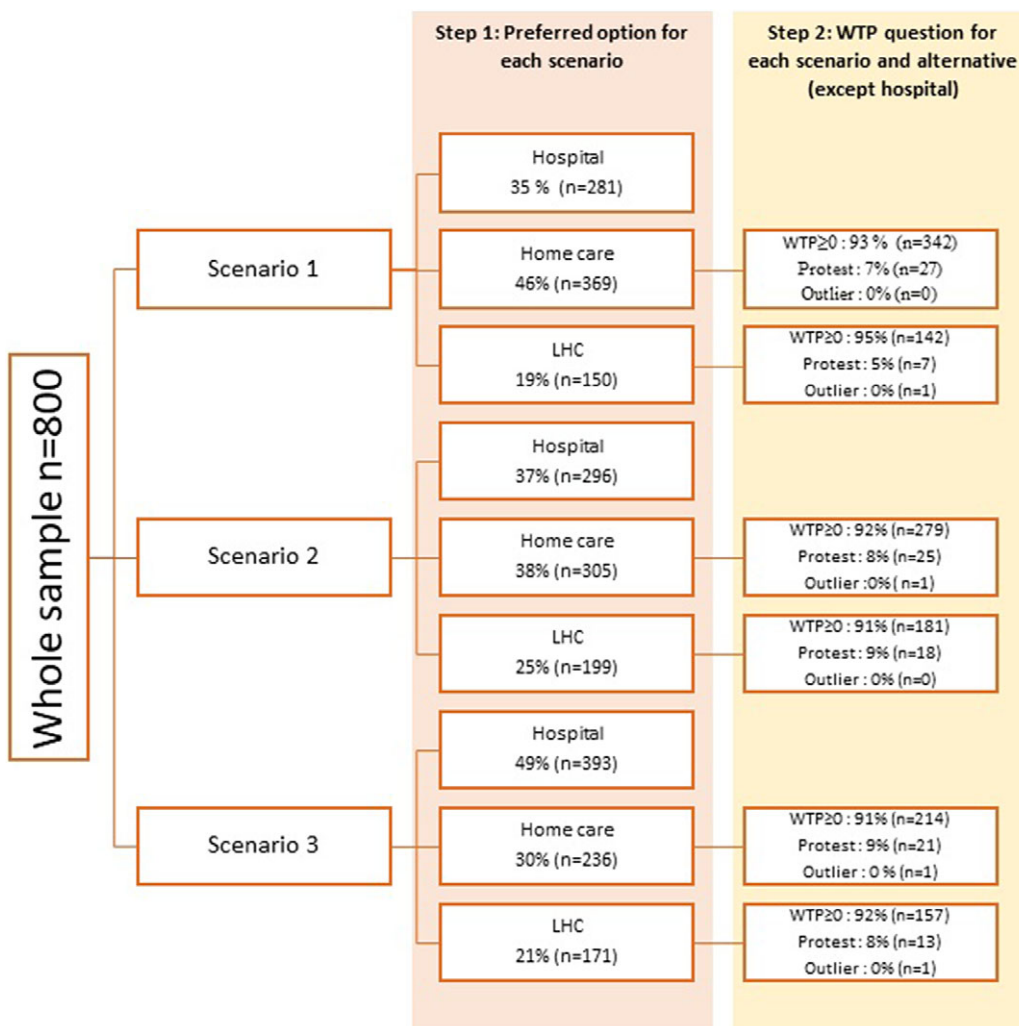 Step 1: Preferred option for
each scenario
Step 2: WTP question for
each scenario and alternative
(except hospital)
Whole sample n=800
Scenario 1
Hospital
35 % (n=281)
Home care
46% (n=369)
WTP≥0 : 93 % (n=342)
Protest : 7% (n=27)
Outlier : 0% (n=0)
LHC
19% (n=150)
WTP≥0 : 95% (n=142)
Protest : 5% (n=7)
Outlier : 0% (n=1)
Scenario 2
Hospital
37% (n=296)
Home care
38% (n=305)
WTP≥0 : 92% (n=279)
Protest : 8% (n=25)
Outlier :0% ( n=1)
LHC
25% (n=199)
WTP≥0 : 91% (n=181)
Protest : 9% (n=18)
Outlier : 0% (n=0)
Scenario 3
Hospital
49% (n=393)
Home care
30% (n=236)
WTP≥0 : 91% (n=214)
Protest : 9% (n=21)
Outlier : 0 % (n=1)
LHC
21% (n=171)
WTP≥0 : 92% (n=157)
Protest : 8% (n=13)
Outlier : 0% (n=1)